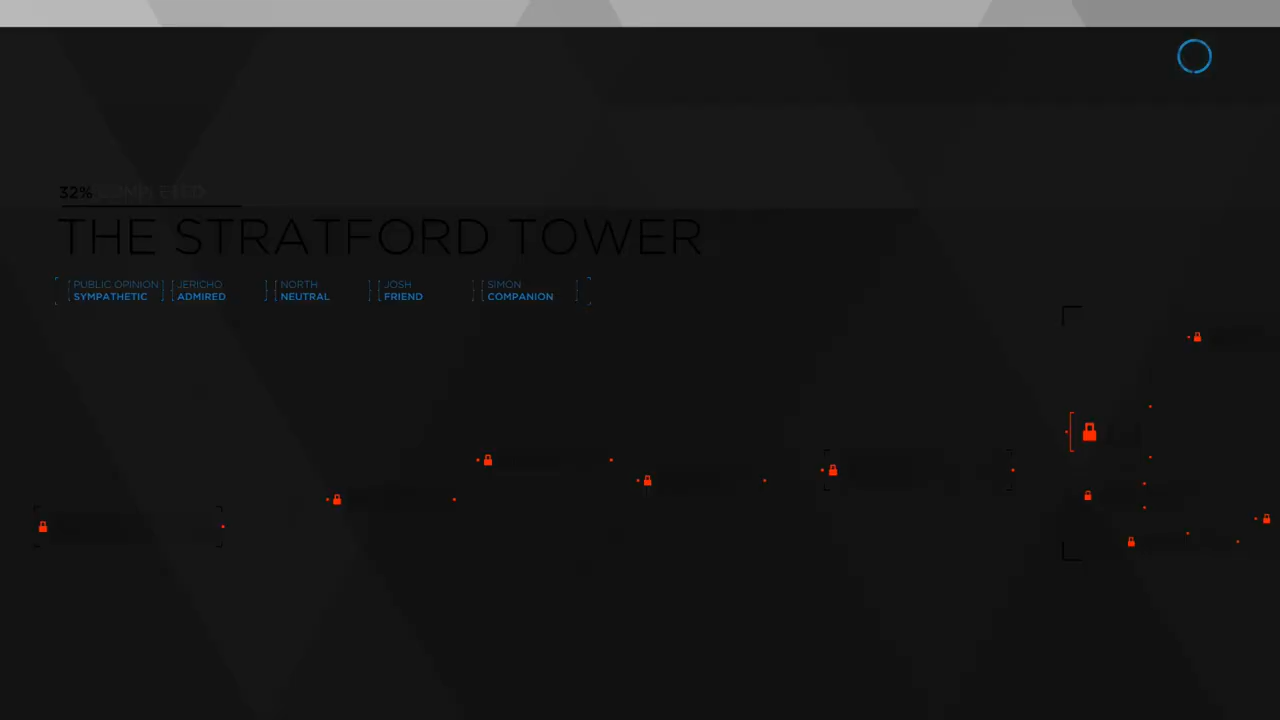 32%
THE STRATFORD TOWER
PUBLIC OPINION JERICHO NORTH JOSH SIMON
SYMPATHETIC ADMIRED NEUTRAL FRIEND COMPANION